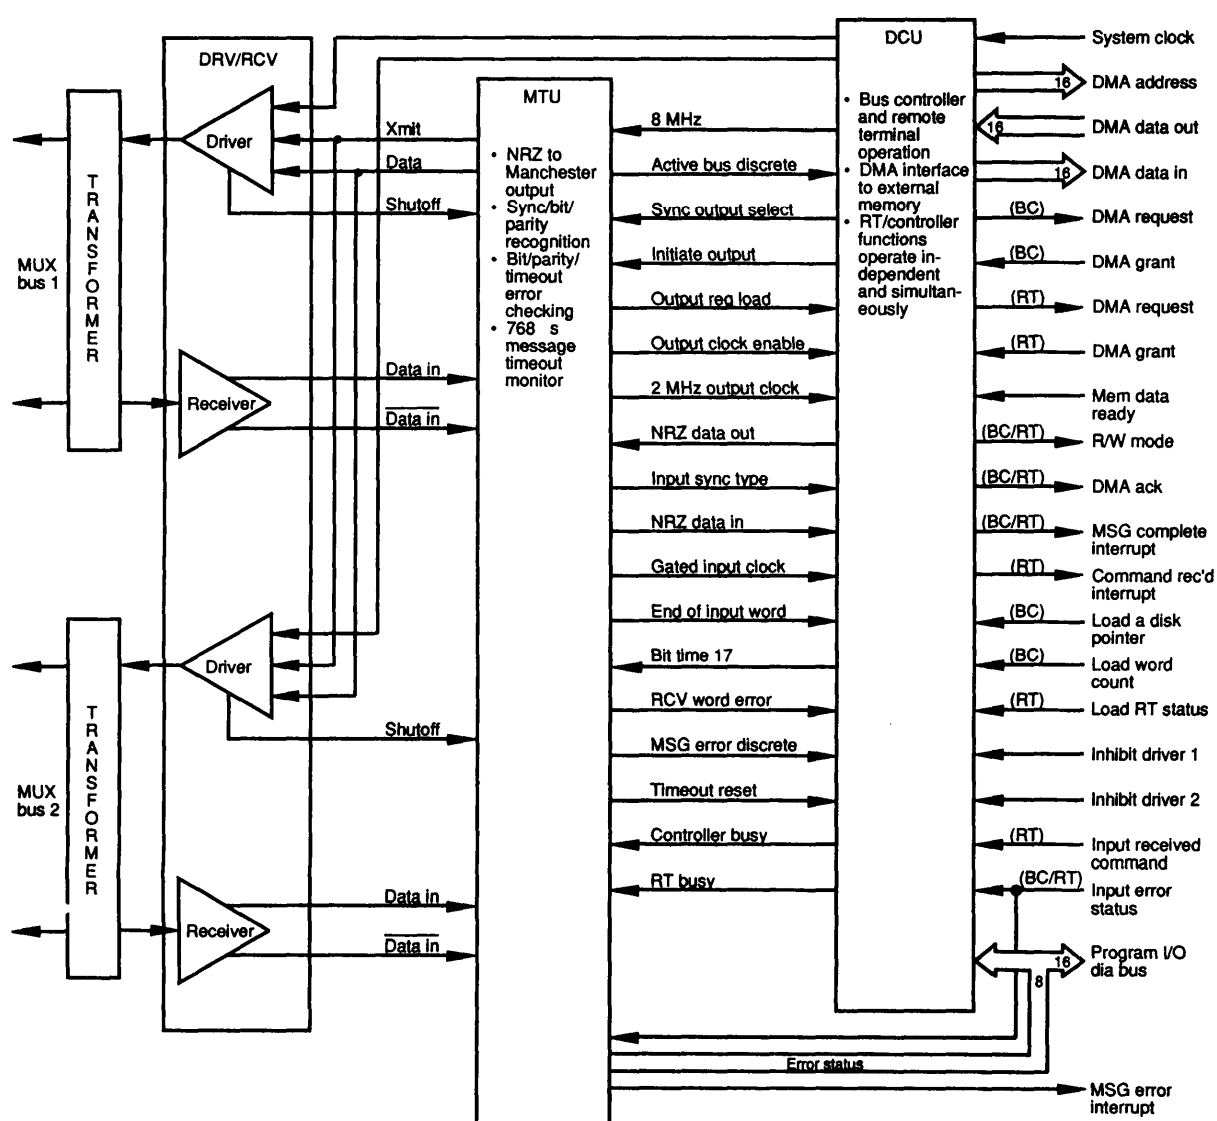 DRV/RCV
Driver
Xmit
Data
Shutoff
TRANSFORMER
MUX
bus 1
Receiver
Data in
Data in
Driver
Shutoff
TRANSFORMER
MUX
bus 2
Receiver
Data in
Data in
MTU
• NRZ to
Manchester
output
• Sync/bit/
parity
recognition
• Bit/parity/
timeout
error
checking
• 768 s
message
timeout
monitor
8 MHz
Active bus discrete
Sync output select
Initiate output
Output req load
Output clock enable
2 MHz output clock
NRZ data out
Input sync type
NRZ data in
Gated input clock
End of input word
Bit time 17
RCV word error
MSG error discrete
Timeout reset
Controller busy
RT busy
DCU
• Bus controller
and remote
terminal
operation
• DMA interface
to external
memory
• RT/controller
functions
operate in-
dependent
and simultan-
eously
System clock
16 DMA address
16 DMA data out
16 DMA data in
(BC) DMA request
(BC) DMA grant
(RT) DMA request
(RT) DMA grant
Mem data
ready
(BC/RT) R/W mode
(BC/RT) DMA ack
(BC/RT) MSG complete
interrupt
(RT) Command rec'd
interrupt
(BC) Load a disk
pointer
(BC) Load word
count
(RT) Load RT status
Inhibit driver 1
Inhibit driver 2
(RT) Input received
command
(BC/RT) Input error
status
16 Program I/O
dia bus
8
Error status
MSG error
interrupt